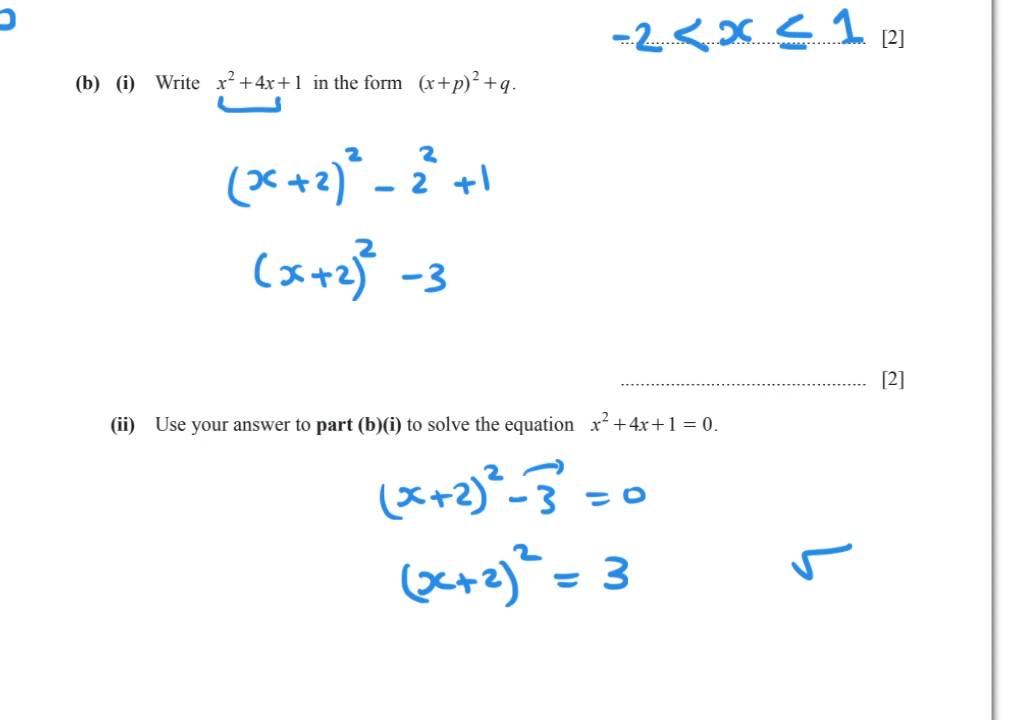 -2 < x ≤ 1 [2]
(b) (i) Write x² + 4x + 1 in the form (x + p)² + q.
(x + 2)² - 2² + 1
(x + 2)² - 3
[2]
(ii) Use your answer to part (b)(i) to solve the equation x² + 4x + 1 = 0.
(x + 2)² - 3 = 0
(x + 2)² = 3 √